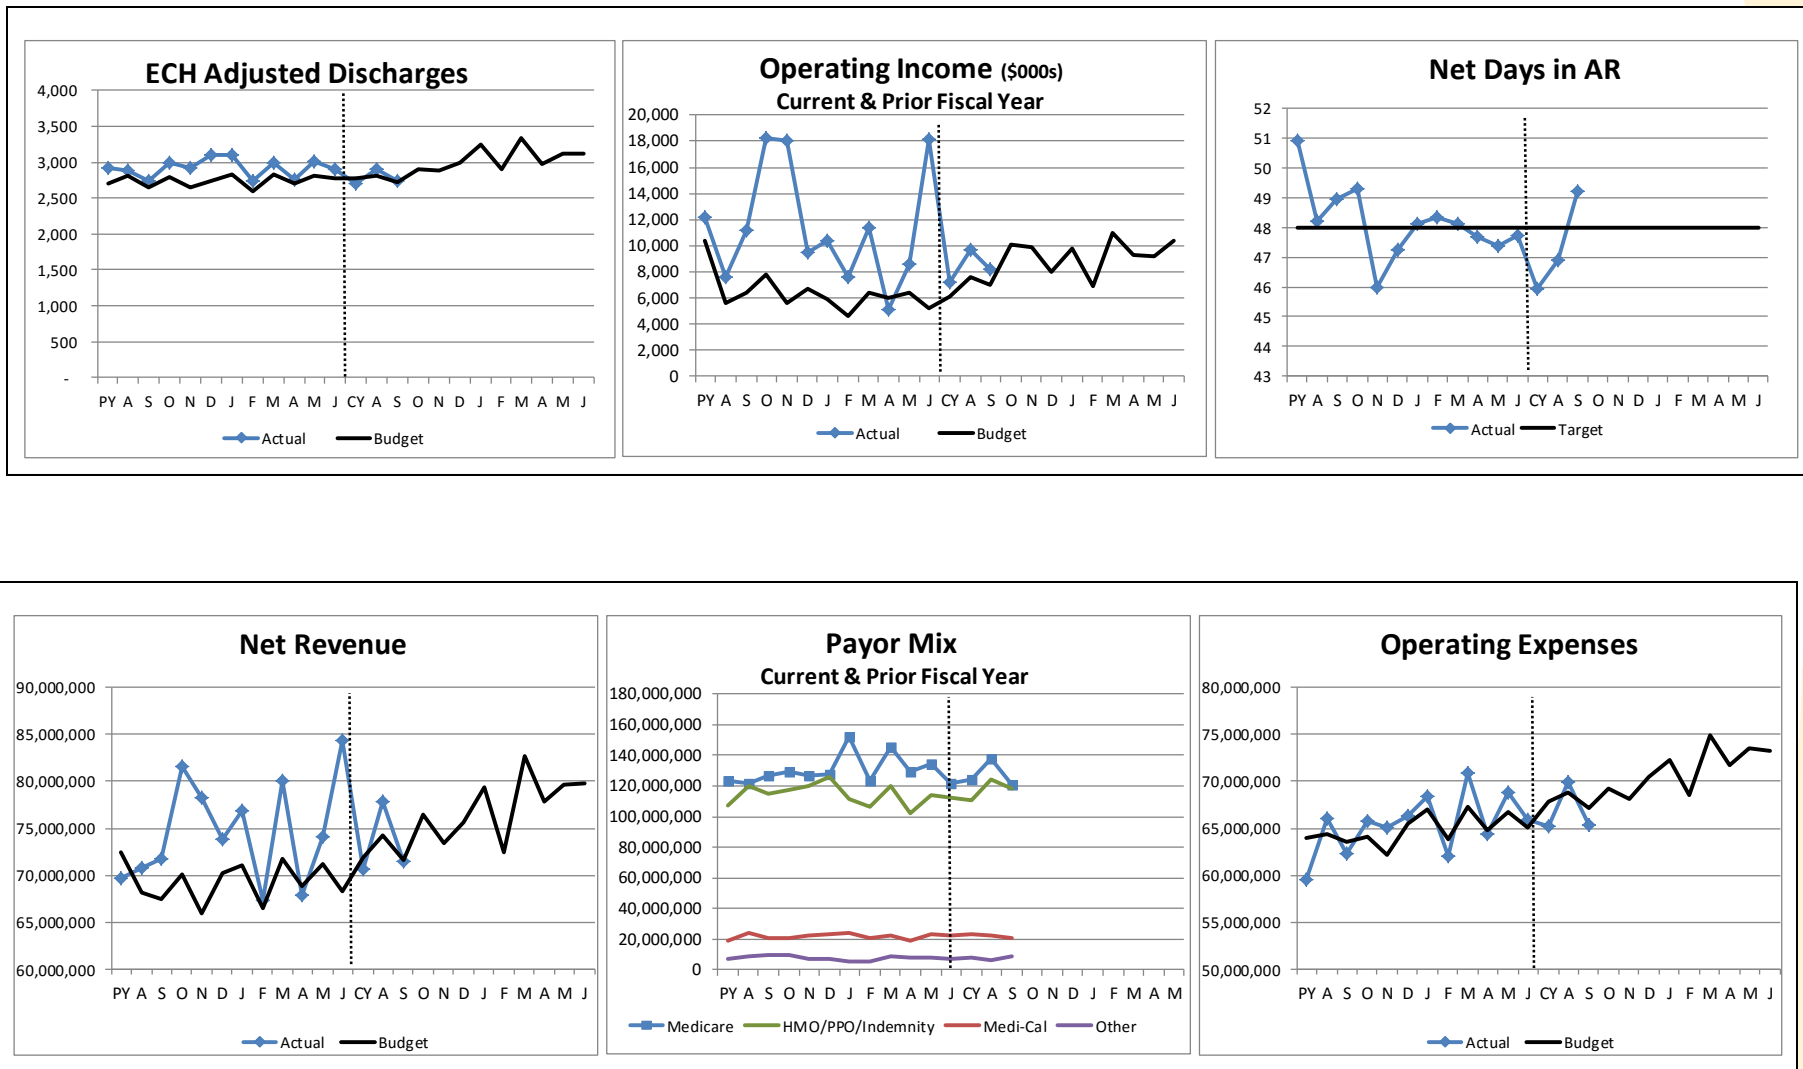 ECH Adjusted Discharges
4,000
3,500
3,000
2,500
2,000
1,500
1,000
500
-
PY A S O N D J F M A M J CY A S O N D J F M A M J
Actual Budget
Operating Income ($000s)
Current & Prior Fiscal Year
20,000
18,000
16,000
14,000
12,000
10,000
8,000
6,000
4,000
2,000
0
PY A S O N D J F M A M J CY A S O N D J F M A M J
Actual Budget
Net Days in AR
52
51
50
49
48
47
46
45
44
43
PY A S O N D J F M A M J CY A S O N D J F M A M J
Actual Target
Net Revenue
90,000,000
85,000,000
80,000,000
75,000,000
70,000,000
65,000,000
60,000,000
PY A S O N D J F M A M J CY A S O N D J F M A M J
Actual Budget
Payor Mix
Current & Prior Fiscal Year
180,000,000
160,000,000
140,000,000
120,000,000
100,000,000
80,000,000
60,000,000
40,000,000
20,000,000
0
PY A S O N D J F M A M J CY A S O N D J F M A M
Medicare HMO/PPO/Indemnity Medi-Cal Other
Operating Expenses
80,000,000
75,000,000
70,000,000
65,000,000
60,000,000
55,000,000
50,000,000
PY A S O N D J F M A M J CY A S O N D J F M A M J
Actual Budget